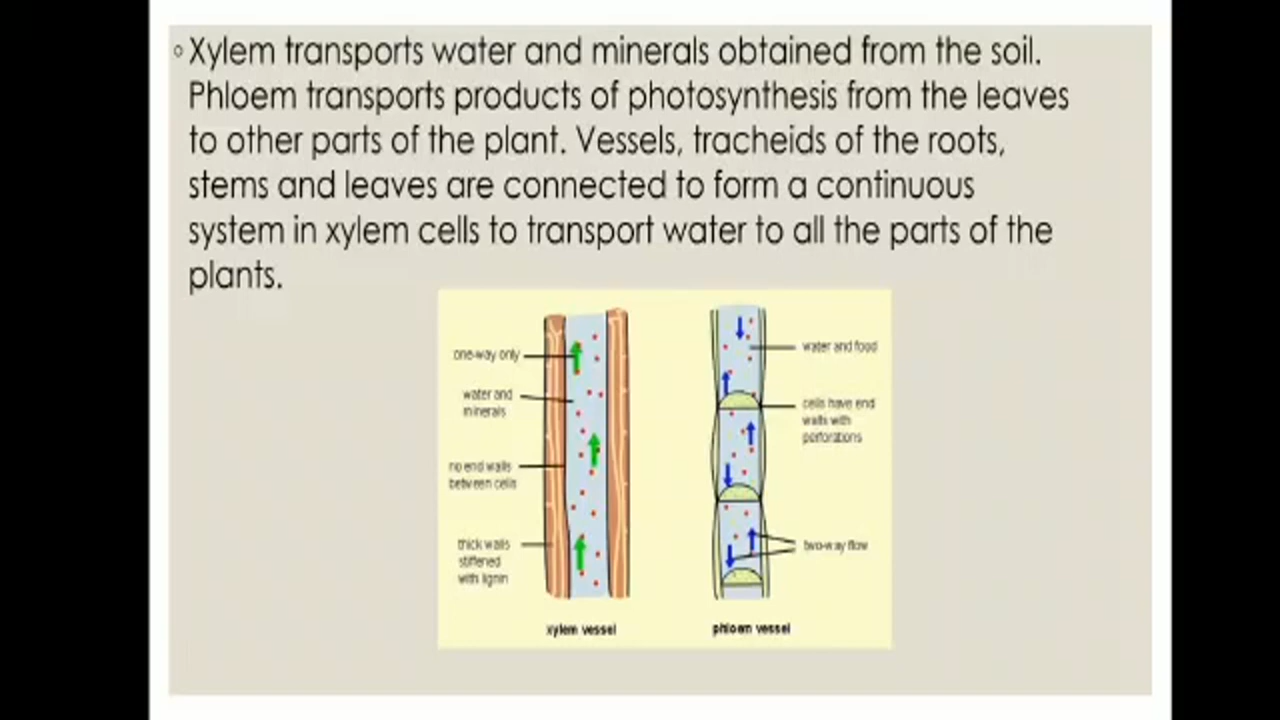 Xylem transports water and minerals obtained from the soil.
Phloem transports products of photosynthesis from the leaves
to other parts of the plant. Vessels, tracheids of the roots,
stems and leaves are connected to form a continuous
system in xylem cells to transport water to all the parts of the
plants.
one-way only
water and
minerals
no end walls
between cells
thick walls
stiffened
with lignin
xylem vessel
water and food
cells have end
walls with
perforations
two-way flow
phloem vessel